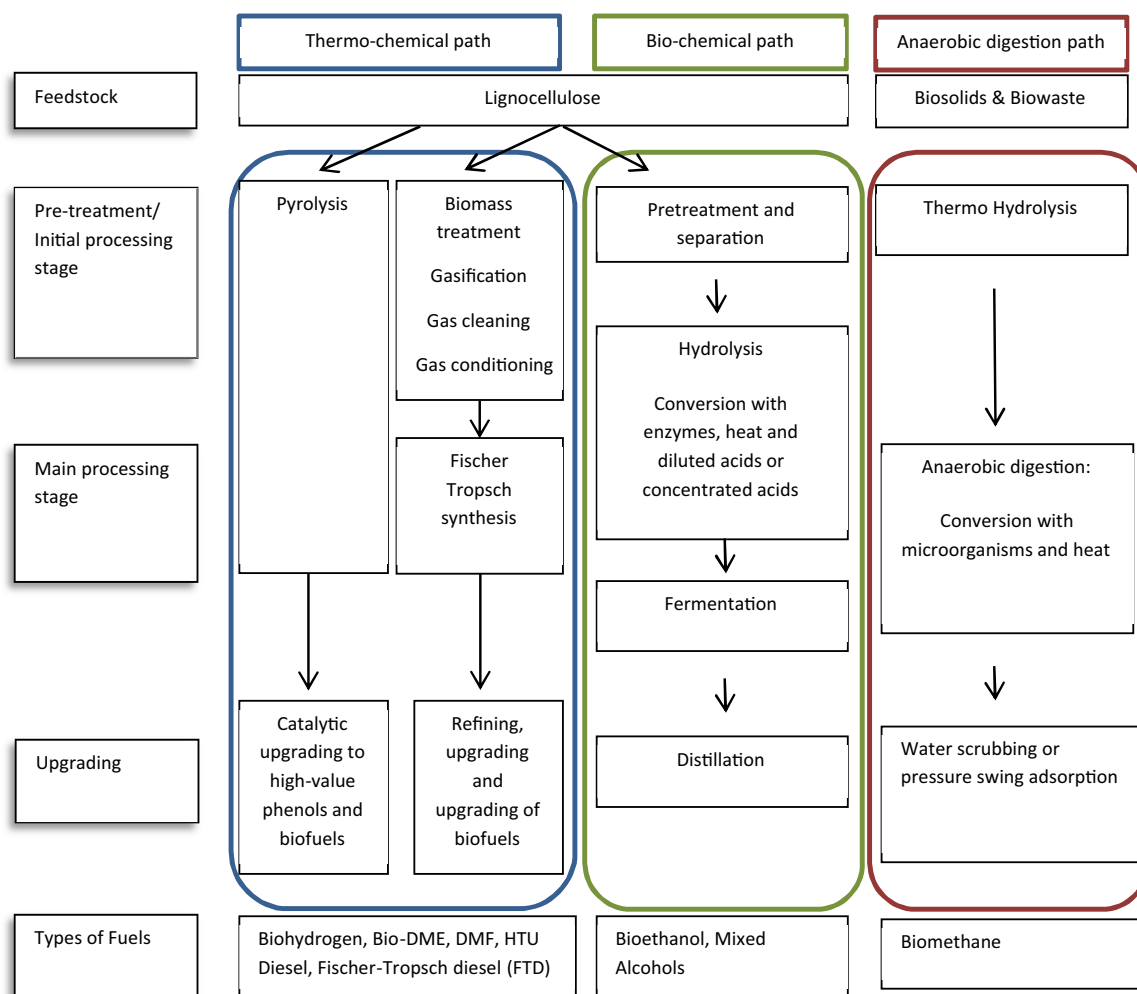 Thermo-chemical path
Bio-chemical path
Anaerobic digestion path
Feedstock
Lignocellulose
Biosolids & Biowaste
Pre-treatment/
Initial processing
stage
Pyrolysis
Biomass
treatment
Gasification
Gas cleaning
Gas conditioning
Pretreatment and
separation
Thermo Hydrolysis
Hydrolysis
Conversion with
enzymes, heat and
diluted acids or
concentrated acids
Main processing
stage
Fischer
Tropsch
synthesis
Anaerobic digestion:
Conversion with
microorganisms and heat
Fermentation
Upgrading
Catalytic
upgrading to
high-value
phenols and
biofuels
Refining,
upgrading
and
upgrading of
biofuels
Distillation
Water scrubbing or
pressure swing adsorption
Types of Fuels
Biohydrogen, Bio-DME, DMF, HTU
Diesel, Fischer-Tropsch diesel (FTD)
Bioethanol, Mixed
Alcohols
Biomethane